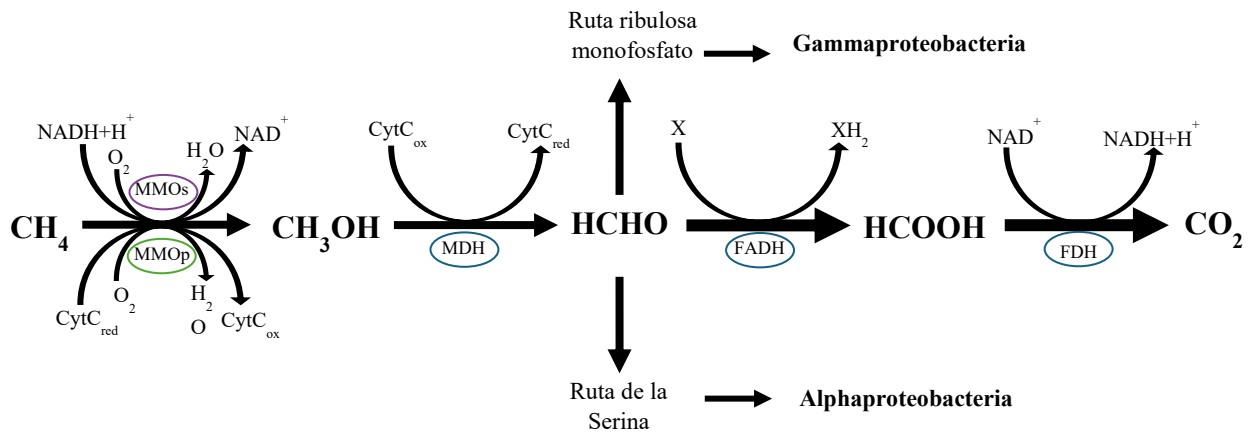 Ruta ribulosa
monofosfato
Gammaproteobacteria
NADH+H+
O2
H2O
NAD+
CytCox
CytCred
X
XH2
NAD+
NADH+H+
MMOs
CH4
CH3OH
HCHO
HCOOH
CO2
MMOp
MDH
FADH
FDH
O2
H2
O
CytCred
CytCox
Ruta de la
Serina
Alphaproteobacteria